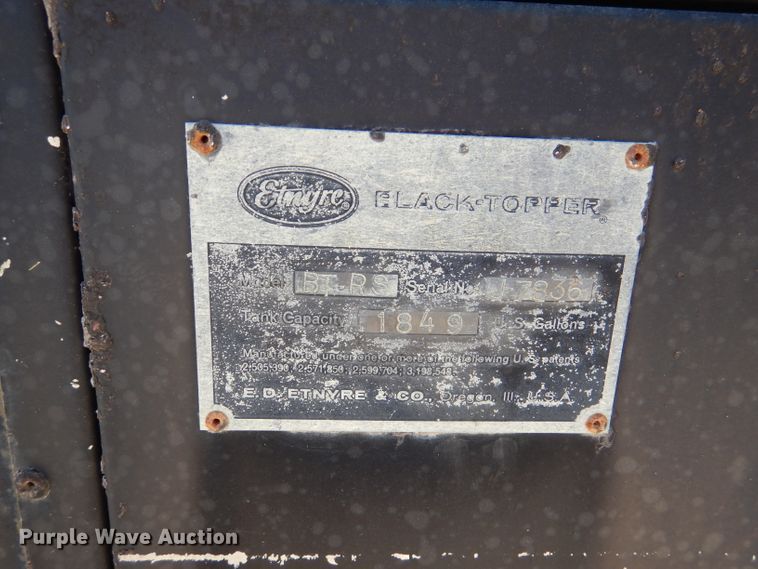 Etnyre® BLACK-TOPPER®
Model BT-RS Serial No.
Tank Capacity 1849 U.S. Gallons
Manufactured under one or more of the following U.S. patents
2,505,390; 2,571,850; 2,599,704; 3,198,548
E. D. ETNYRE & CO., Oregon, Ill., U.S.A.
Purple Wave Auction